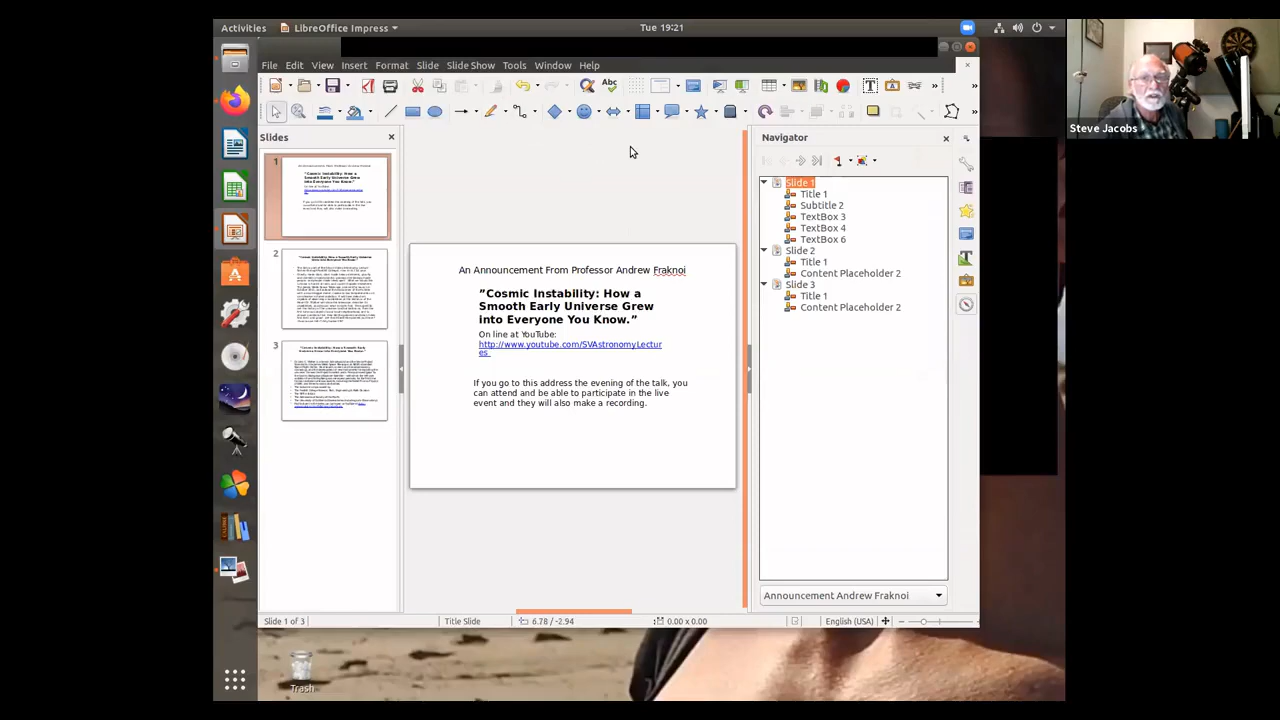 Activities
LibreOffice Impress
Tue 19:21
File Edit View Insert Format Slide Slide Show Tools Window Help
Steve Jacobs
Slides
1
2
3
An Announcement From Professor Andrew Fraknoi
"Cosmic Instability: How a
Smooth Early Universe Grew
into Everyone You Know."
On line at YouTube:
http://www.youtube.com/SVAstronomyLectur
es
If you go to this address the evening of the talk, you
can attend and be able to participate in the live
event and they will also make a recording.
Navigator
Slide 1
Title 1
Subtitle 2
TextBox 3
TextBox 4
TextBox 6
Slide 2
Title 1
Content Placeholder 2
Slide 3
Title 1
Content Placeholder 2
Announcement Andrew Fraknoi
Slide 1 of 3
Title Slide
6.78 / -2.94
0.00 x 0.00
English (USA)
Trash